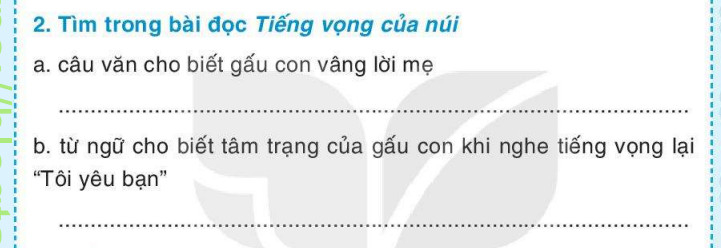 2. Tìm trong bài đọc Tiếng vọng của núi
a. câu văn cho biết gấu con vâng lời mẹ
b. từ ngữ cho biết tâm trạng của gấu con khi nghe tiếng vọng lại
“Tôi yêu bạn”